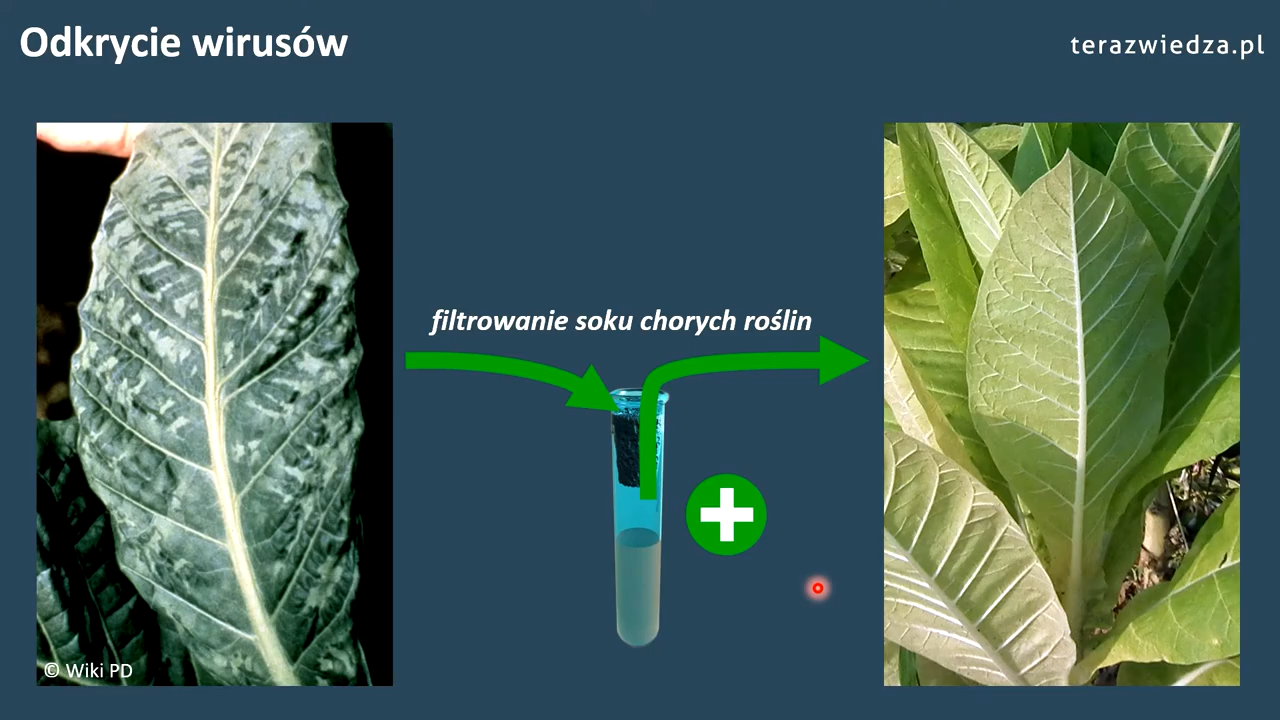 Odkrycie wirusów
terazwiedza.pl
filtrowanie soku chorych roślin
© Wiki PD